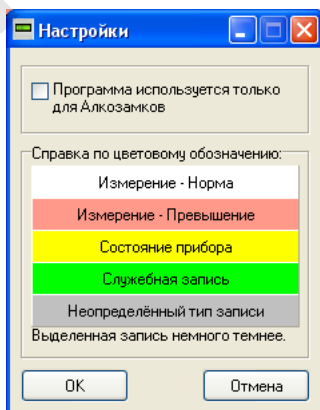 Настройки
Программа используется только
для Алкозамков
Справка по цветовому обозначению:
Измерение - Норма
Измерение - Превышение
Состояние прибора
Служебная запись
Неопределённый тип записи
Выделенная запись немного темнее.
OK
Отмена